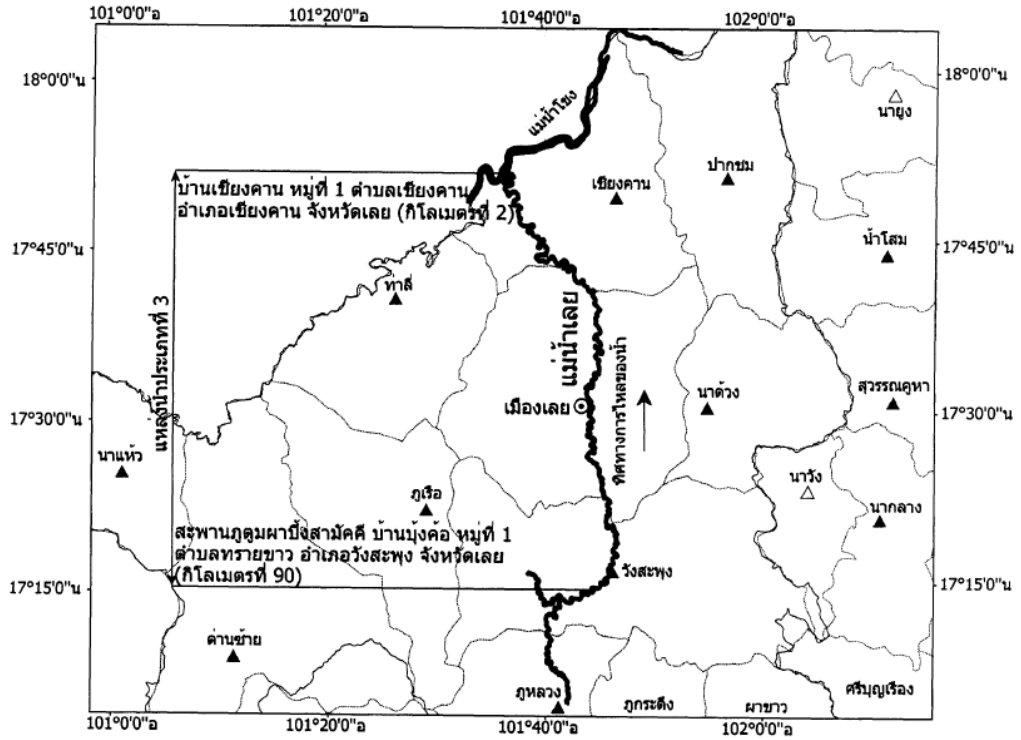 101°0'0"อ 101°20'0"อ 101°40'0"อ 102°0'0"อ
18°0'0"น
18°0'0"น
นายูง
แม่น้ำโขง
ปากชม
เชียงคาน
บ้านเชียงคาน หมู่ที่ 1 ตำบลเชียงคาน
อำเภอเชียงคาน จังหวัดเลย (กิโลเมตรที่ 2)
17°45'0"น
17°45'0"น
น้ำโสม
ท่าลี่
แหล่งน้ำประเภทที่ 3
แม่น้ำเลย
ทิศทางการไหลของน้ำ
เมืองเลย
นาด้วง
สุวรรณคูหา
17°30'0"น
17°30'0"น
นาแห้ว
ภูเรือ
นาวัง
นากลาง
สะพานภูตูมผาบึ้งสามัคคี บ้านบุ้งค้อ หมู่ที่ 1
ตำบลทรายขาว อำเภอวังสะพุง จังหวัดเลย
(กิโลเมตรที่ 90)
วังสะพุง
17°15'0"น
17°15'0"น
ด่านซ้าย
ภูหลวง
ภูกระดึง
ผาขาว
ศรีบุญเรือง
101°0'0"อ 101°20'0"อ 101°40'0"อ 102°0'0"อ